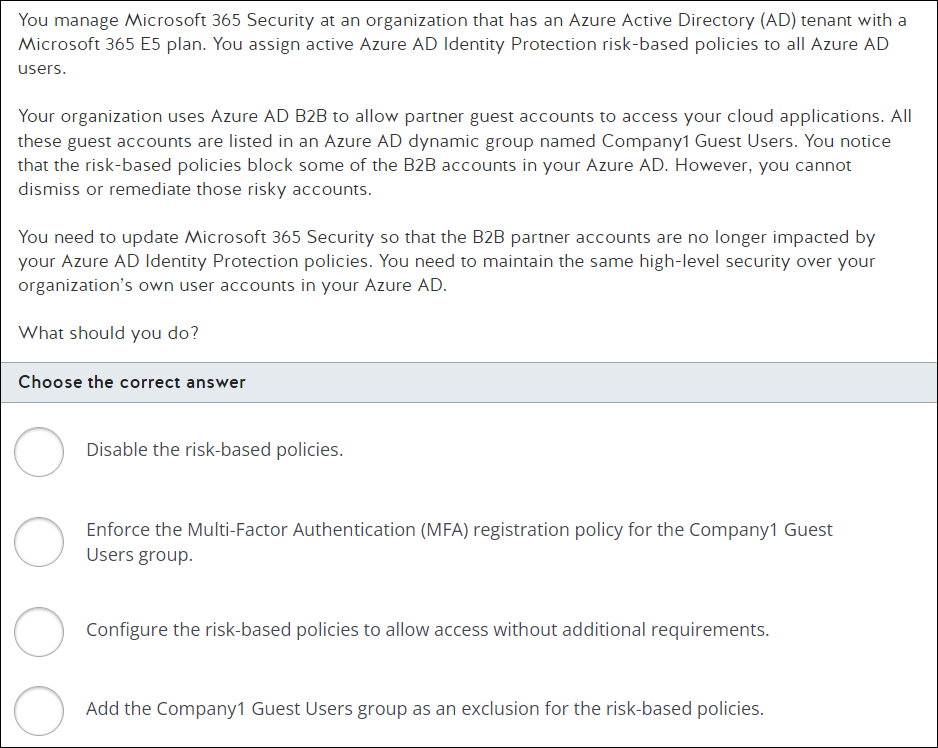 You manage Microsoft 365 Security at an organization that has an Azure Active Directory (AD) tenant with a
Microsoft 365 E5 plan. You assign active Azure AD Identity Protection risk-based policies to all Azure AD
users.
Your organization uses Azure AD B2B to allow partner guest accounts to access your cloud applications. All
these guest accounts are listed in an Azure AD dynamic group named Company1 Guest Users. You notice
that the risk-based policies block some of the B2B accounts in your Azure AD. However, you cannot
dismiss or remediate those risky accounts.
You need to update Microsoft 365 Security so that the B2B partner accounts are no longer impacted by
your Azure AD Identity Protection policies. You need to maintain the same high-level security over your
organization's own user accounts in your Azure AD.
What should you do?
Choose the correct answer
Disable the risk-based policies.
Enforce the Multi-Factor Authentication (MFA) registration policy for the Company1 Guest
Users group.
Configure the risk-based policies to allow access without additional requirements.
Add the Company1 Guest Users group as an exclusion for the risk-based policies.